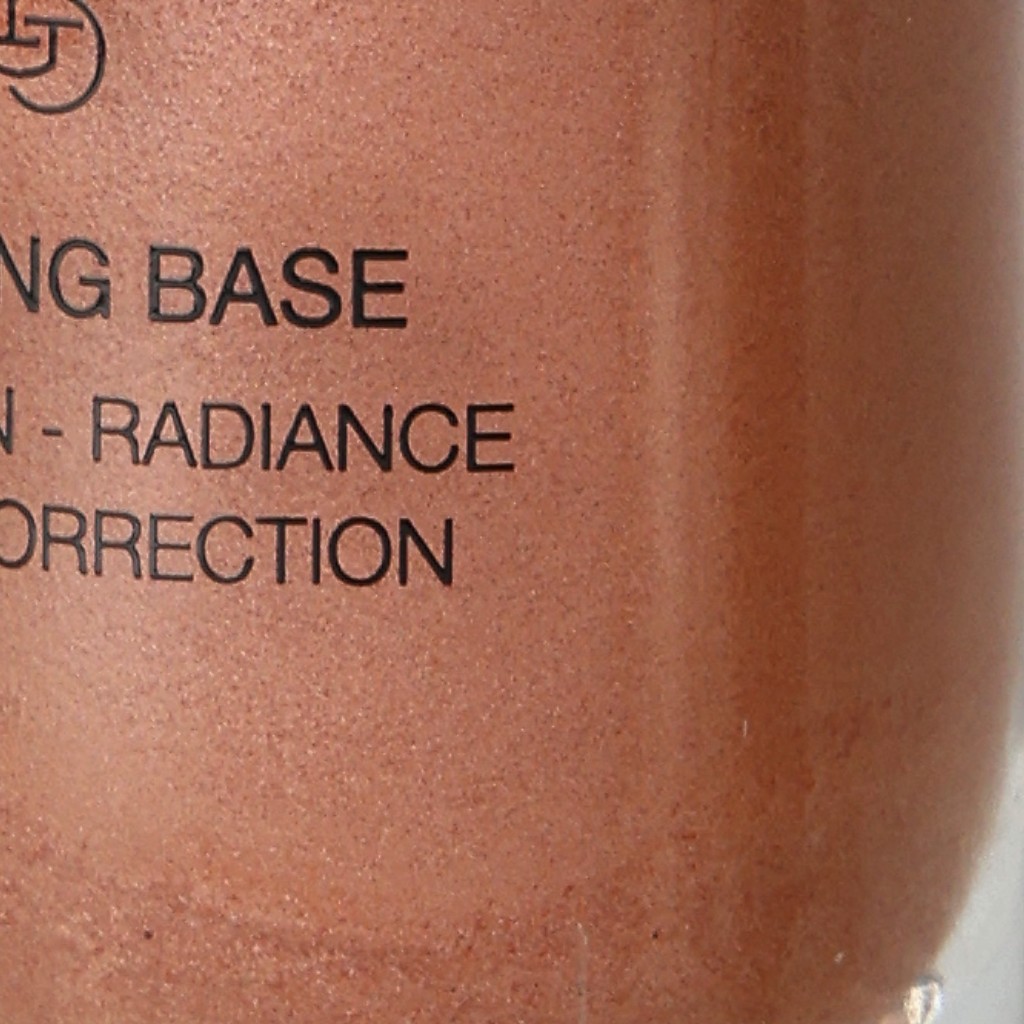 NG BASE
N - RADIANCE
ORRECTION